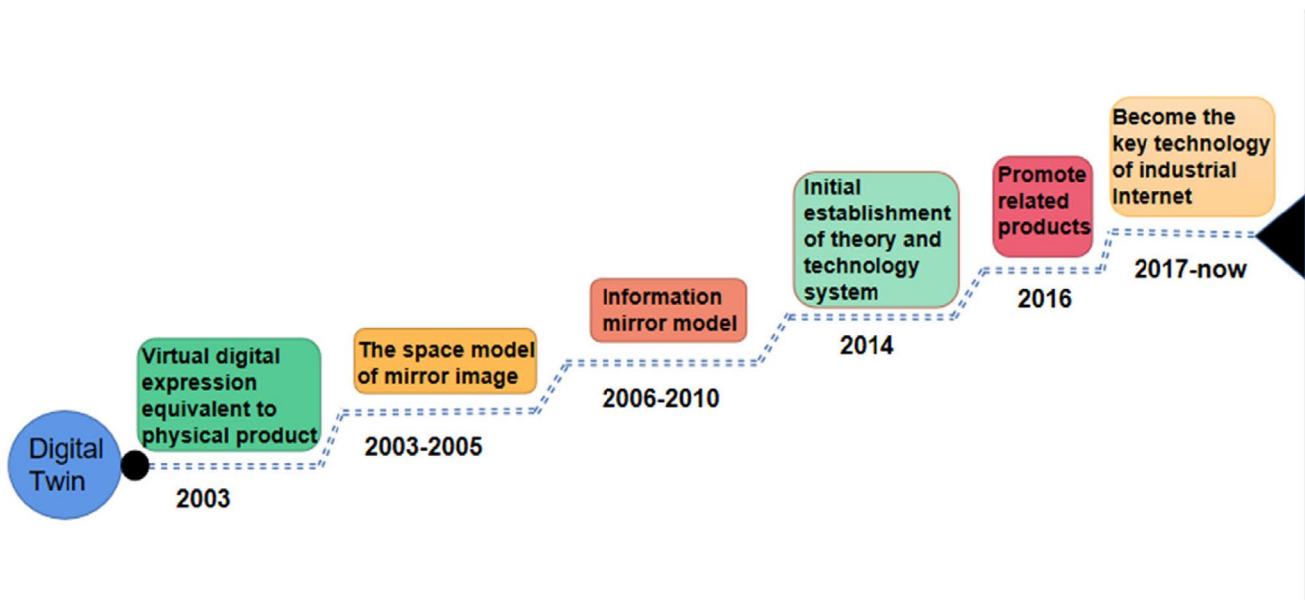 Digital
Twin
Virtual digital
expression
equivalent to
physical product
2003
The space model
of mirror image
2003-2005
Information
mirror model
2006-2010
Initial
establishment
of theory and
technology
system
2014
Promote
related
products
2016
Become the
key technology
of industrial
Internet
2017-now